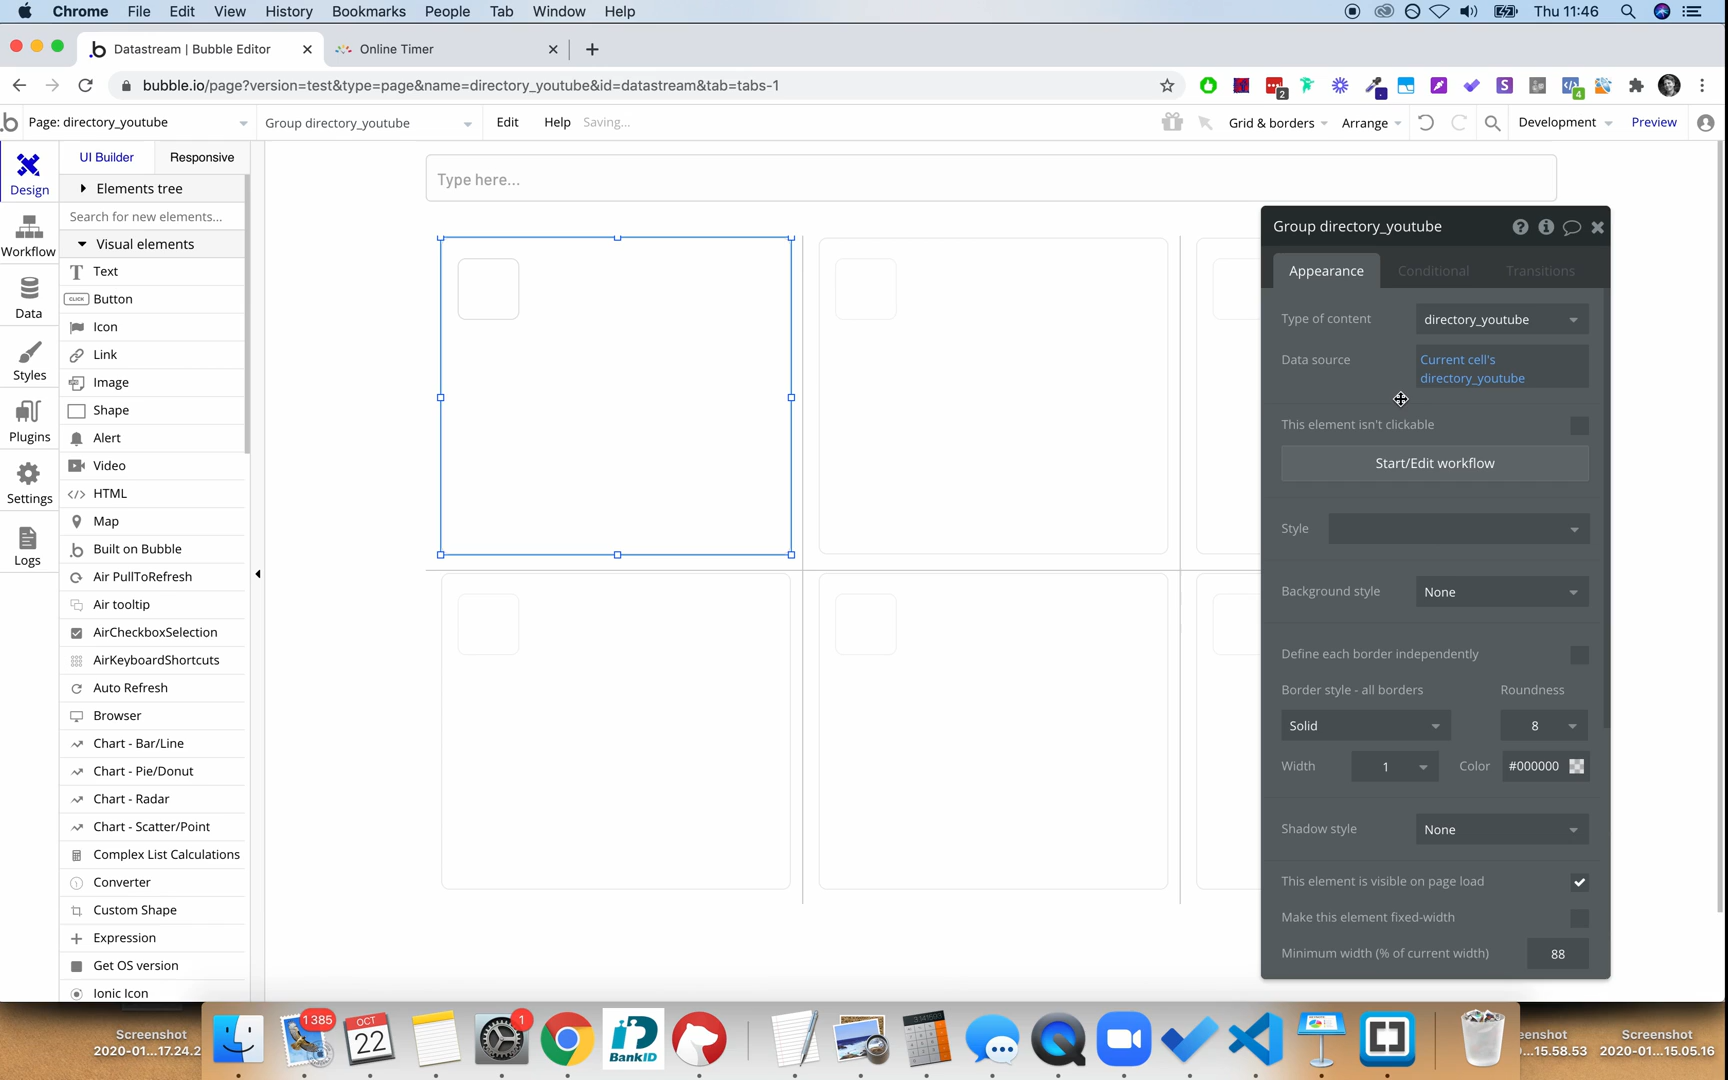 Chrome File Edit View History Bookmarks People Tab Window Help Thu 11:46
Datastream | Bubble Editor
Online Timer
bubble.io/page?version=test&type=page&name=directory_youtube&id=datastream&tab=tabs-1
2
4
Page: directory_youtube
Group directory_youtube
Edit
Help
Saving...
Grid & borders
Arrange
Development
Preview
Design
Workflow
Data
Styles
Plugins
Settings
Logs
UI Builder
Responsive
Elements tree
Search for new elements...
Visual elements
Text
CLICK Button
Icon
Link
Image
Shape
Alert
Video
</> HTML
Map
Built on Bubble
Air PullToRefresh
Air tooltip
AirCheckboxSelection
AirKeyboardShortcuts
Auto Refresh
Browser
Chart - Bar/Line
Chart - Pie/Donut
Chart - Radar
Chart - Scatter/Point
Complex List Calculations
Converter
Custom Shape
Expression
Get OS version
Ionic Icon
Type here...
Group directory_youtube
Appearance
Conditional
Transitions
Type of content
directory_youtube
Data source
Current cell's
directory_youtube
This element isn't clickable
Start/Edit workflow
Style
Background style
None
Define each border independently
Border style - all borders
Roundness
Solid
8
Width
1
Color
#000000
Shadow style
None
This element is visible on page load
Make this element fixed-width
Minimum width (% of current width)
88
Screenshot
2020-01...17.24.2
1385
OCT
22
1
BankID
eenshot
...15.58.53
Screenshot
2020-01...15.05.16